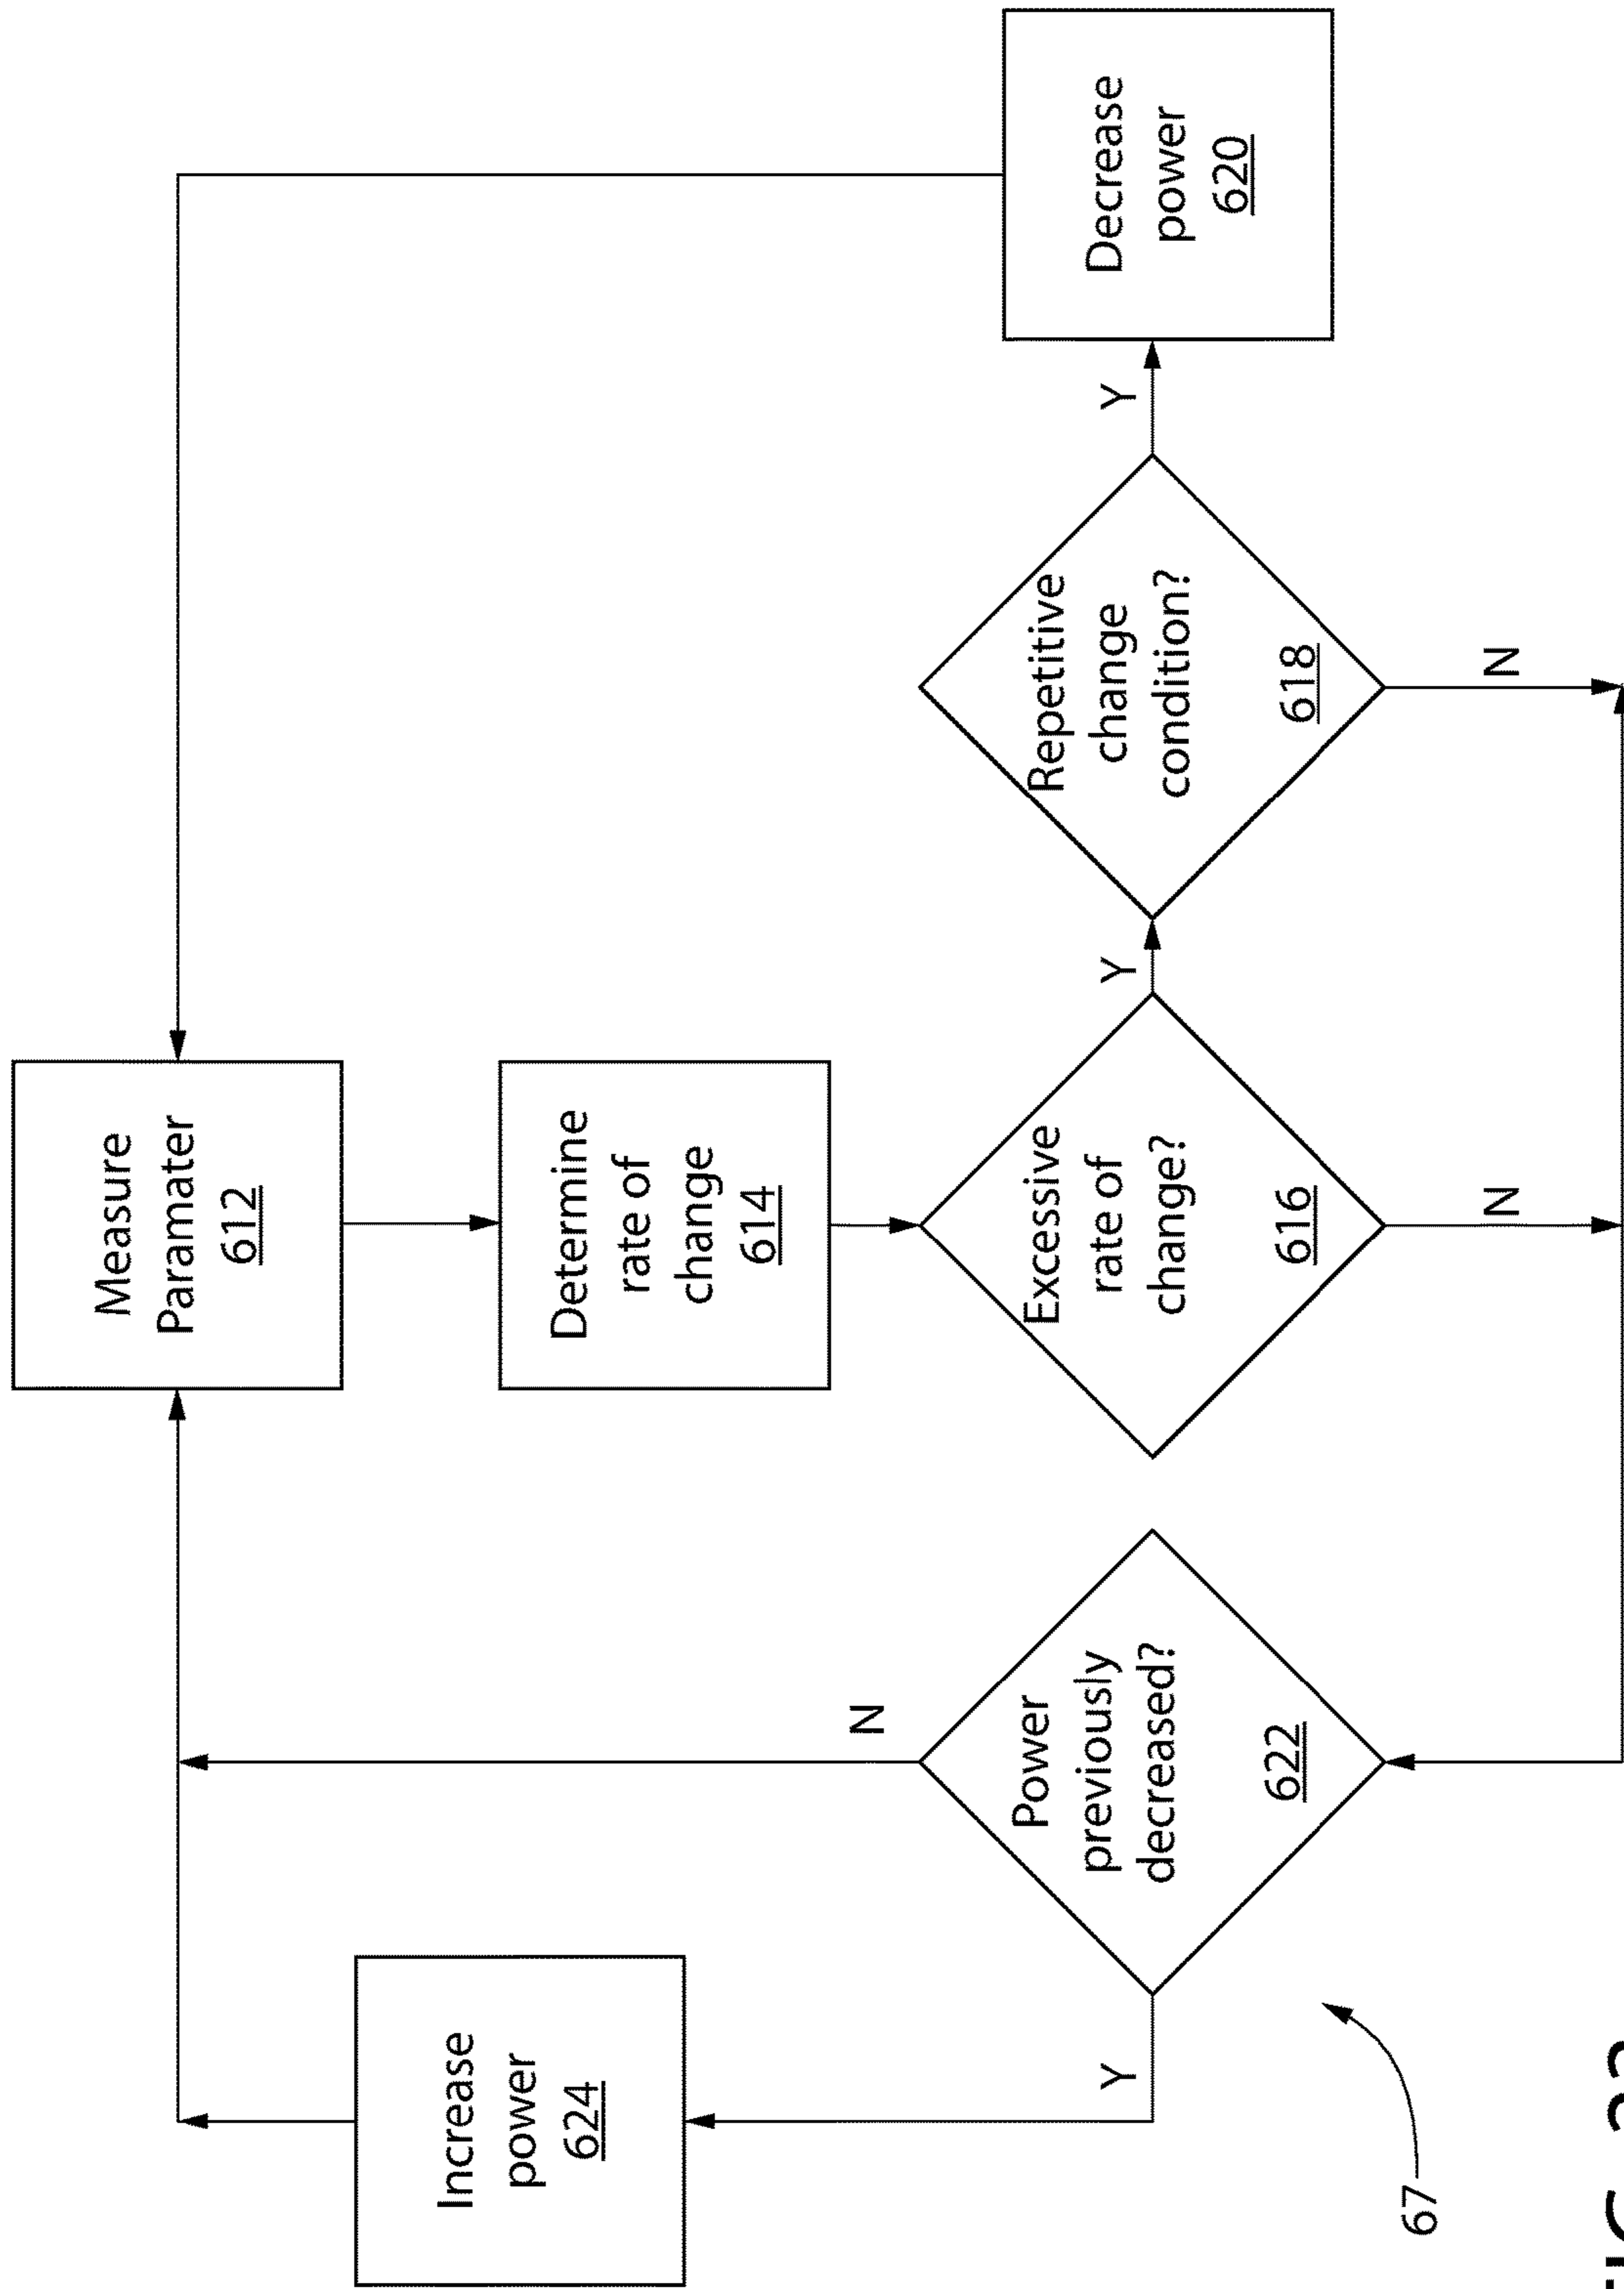 Measure
Paramater
612
Determine
rate of
change
614
Increase
power
624
N
Power
previously
decreased?
622
Y
Excessive
rate of
change?
616
Y
N
Repetitive
change
condition?
618
Y
N
Decrease
power
620
67